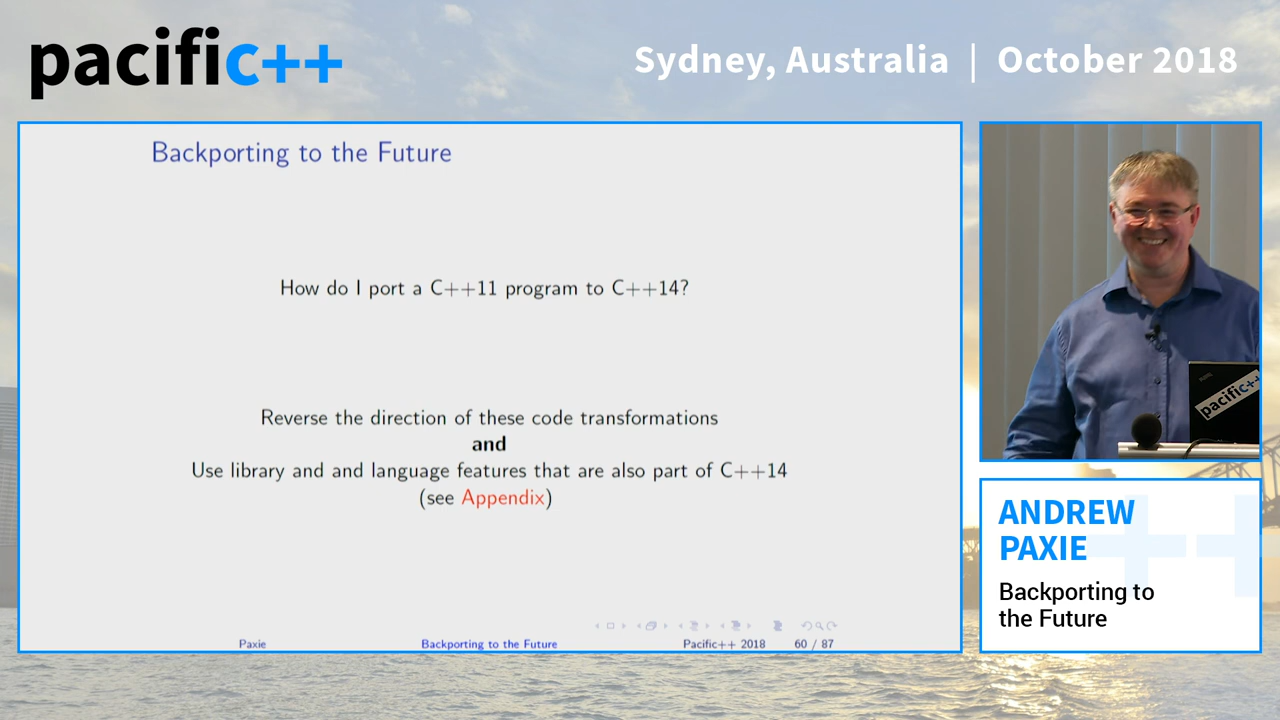 pacific++
Sydney, Australia | October 2018
Backporting to the Future
How do I port a C++11 program to C++14?
Reverse the direction of these code transformations
and
Use library and and language features that are also part of C++14
(see Appendix)
Paxie Backporting to the Future Pacific++ 2018 60 / 87
pacific++
ANDREW
PAXIE
Backporting to
the Future